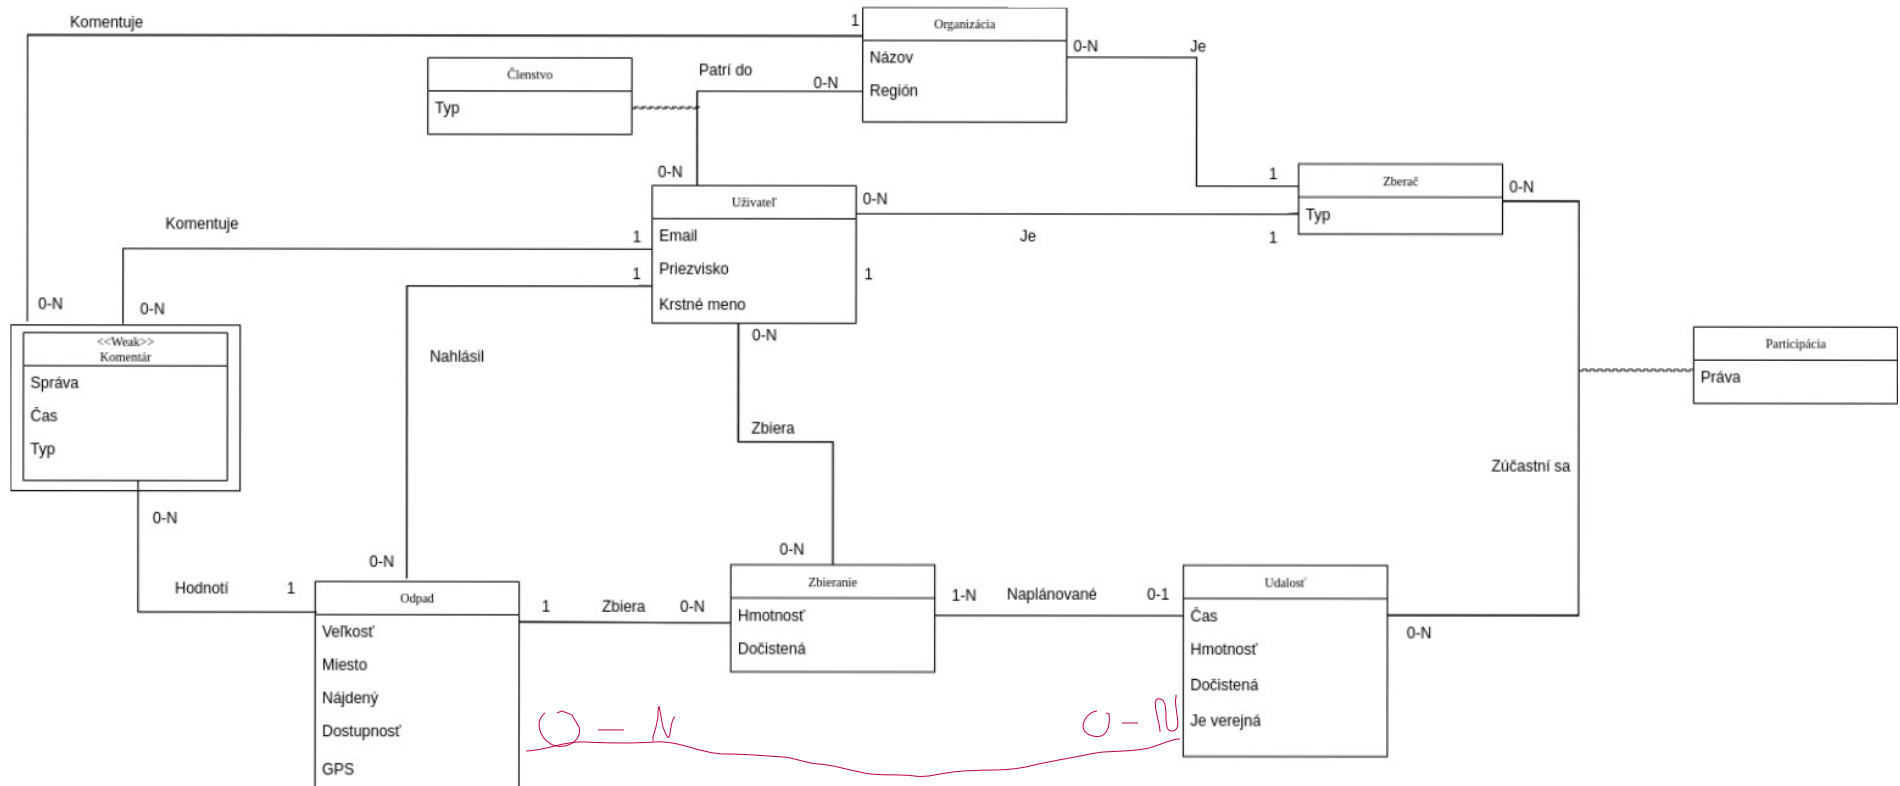 Komentuje
1
Organizácia
Názov
Región
0-N
Je
Členstvo
Typ
Patrí do
0-N
0-N
Užívateľ
Email
Priezvisko
Krstné meno
0-N
1
Zberač
Typ
0-N
Je
1
Komentuje
1
1
1
0-N
0-N
0-N
<<Weak>>
Komentár
Správa
Čas
Typ
Nahlásil
Participácia
Práva
Zbiera
Zúčastní sa
0-N
Hodnotí
1
0-N
Odpad
Veľkosť
Miesto
Nájdený
Dostupnosť
GPS
1
Zbiera
0-N
0-N
Zbieranie
Hmotnosť
Dočistená
1-N
Naplánované
0-1
Udalosť
Čas
Hmotnosť
Dočistená
Je verejná
0-N
0 - N
0 - N